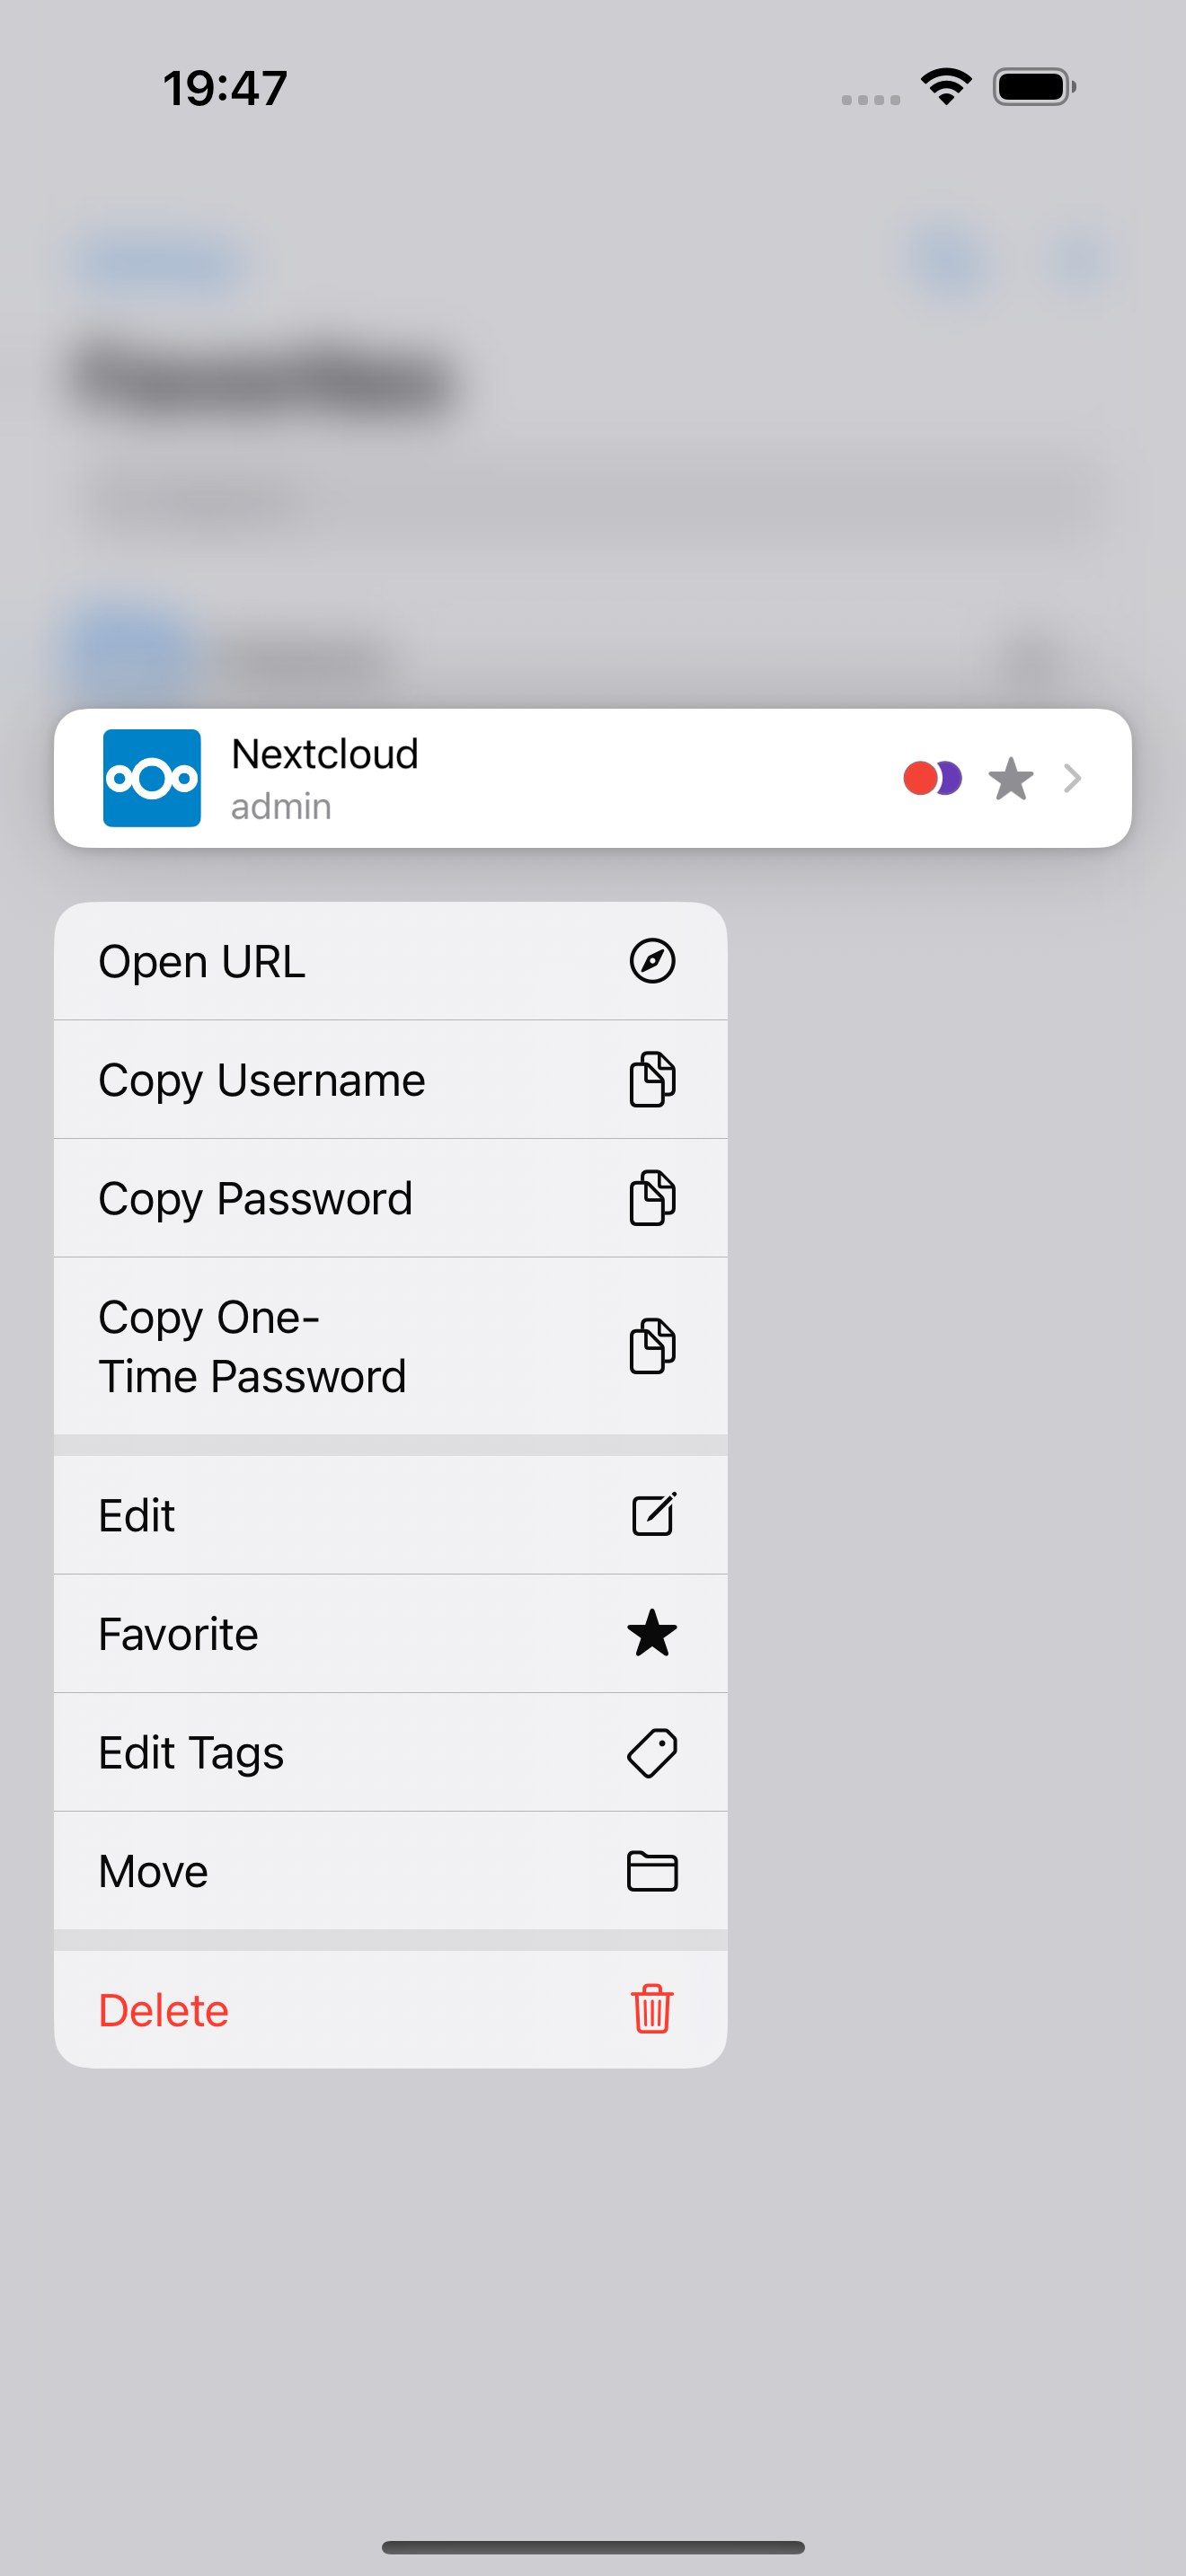 19:47
Nextcloud
admin
Open URL
Copy Username
Copy Password
Copy One-
Time Password
Edit
Favorite
Edit Tags
Move
Delete